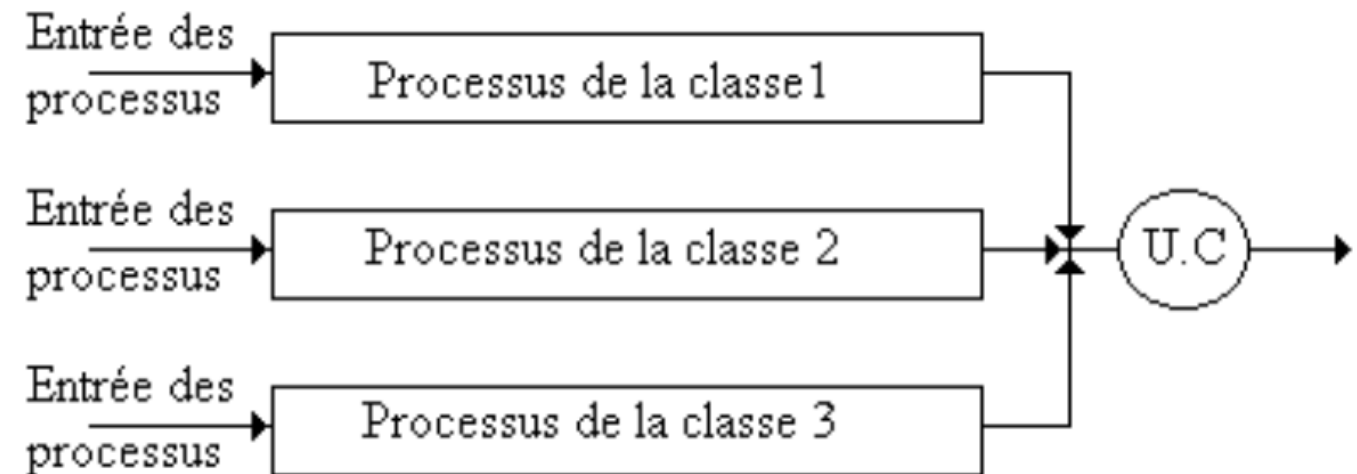 Entrée des
processus
Processus de la classe1
Entrée des
processus
Processus de la classe 2
U.C
Entrée des
processus
Processus de la classe 3